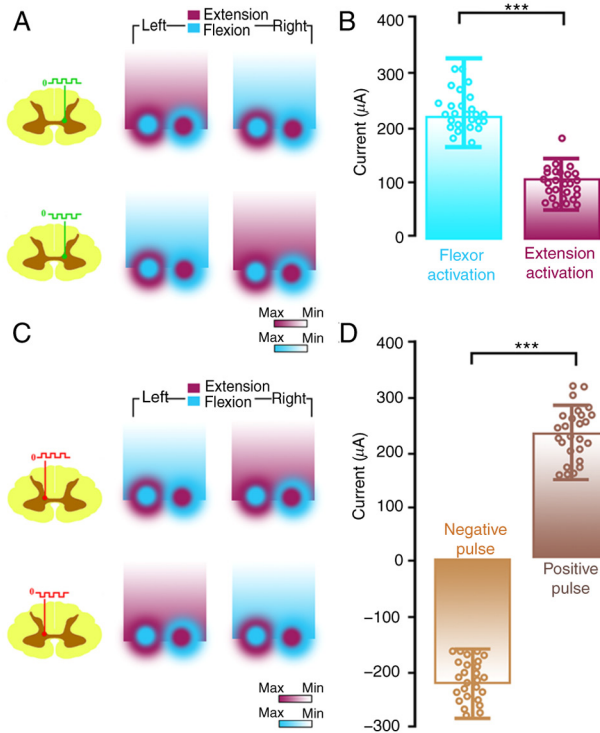 A
Extension
Left
Flexion
Right
0
0
Max Min
Max Min
B
***
Current (µA)
400
300
200
100
0
Flexor
activation
Extension
activation
C
Extension
Left
Flexion
Right
0
0
Max Min
Max Min
D
***
Current (µA)
400
300
200
100
0
−100
−200
−300
Negative
pulse
Positive
pulse